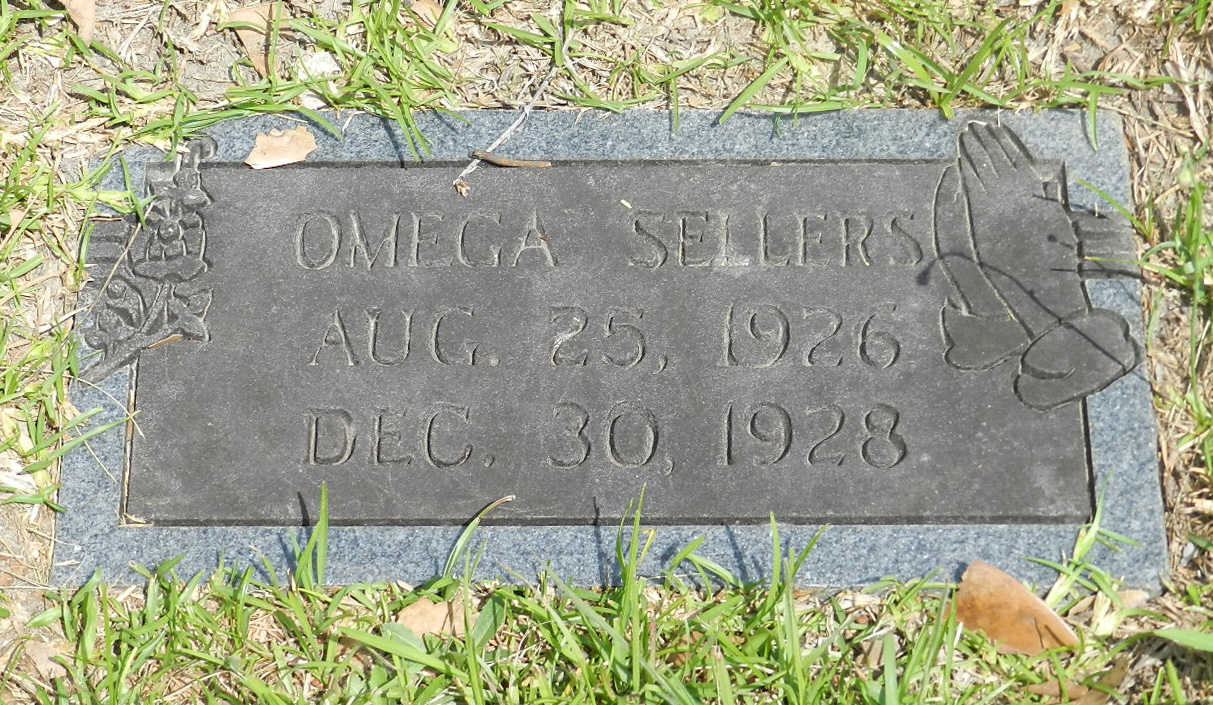 OMEGA SELLERS
AUG. 25, 1926
DEC. 30, 1928